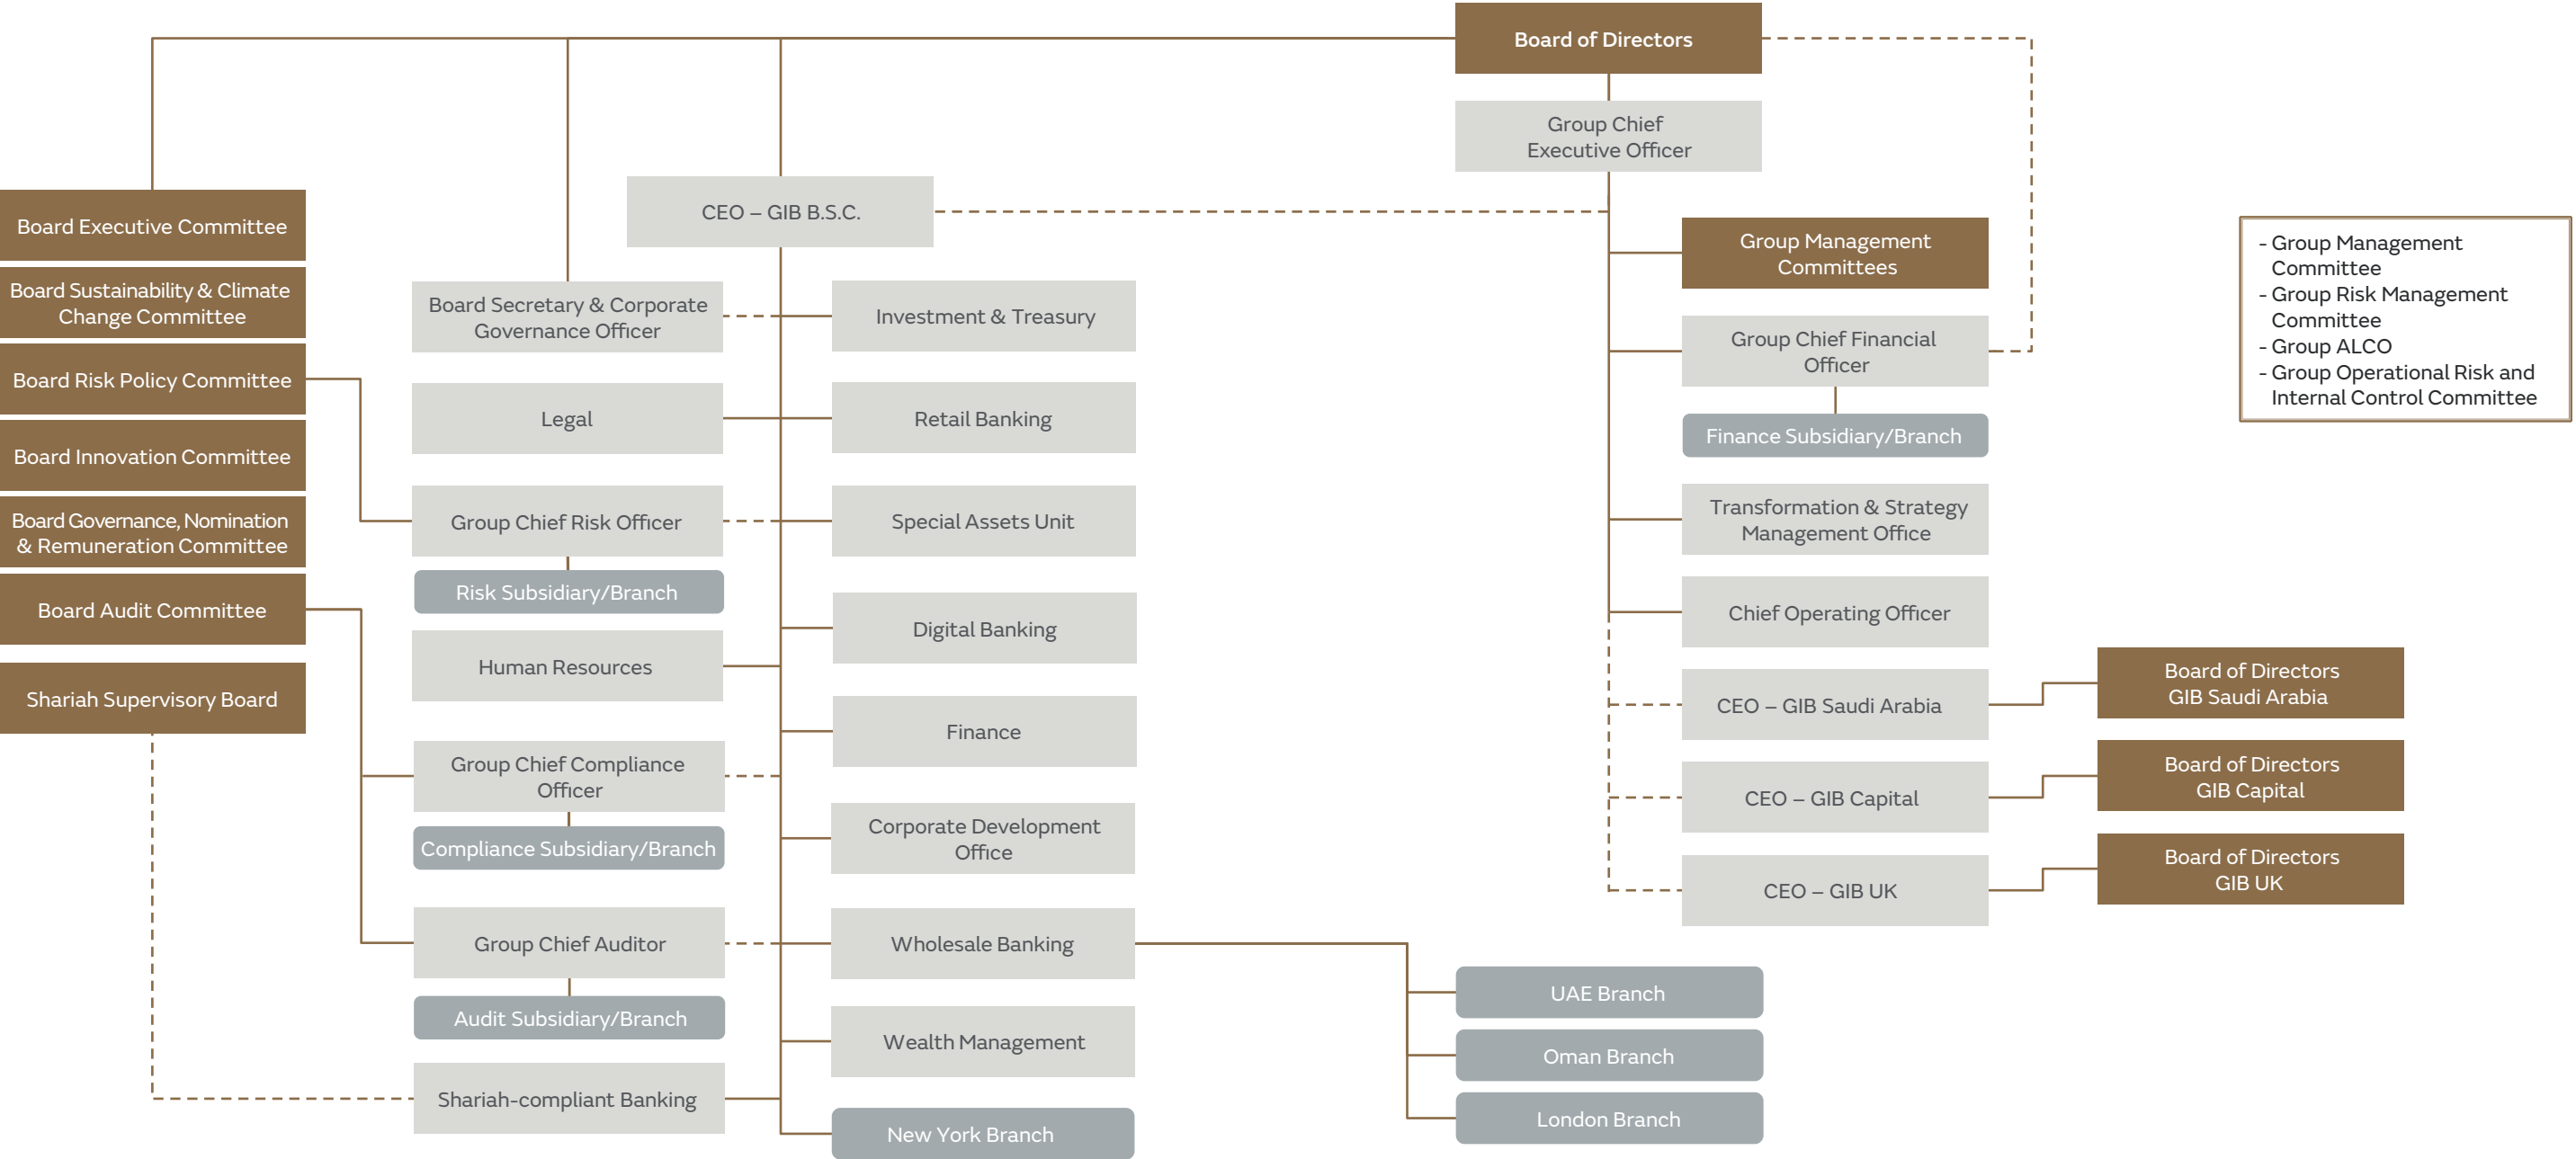 Board of Directors
Group Chief
Executive Officer
CEO – GIB B.S.C.
Board Executive Committee
Board Sustainability & Climate
Change Committee
Board Risk Policy Committee
Board Innovation Committee
Board Governance, Nomination
& Remuneration Committee
Board Audit Committee
Shariah Supervisory Board
Board Secretary & Corporate
Governance Officer
Legal
Group Chief Risk Officer
Risk Subsidiary/Branch
Human Resources
Group Chief Compliance
Officer
Compliance Subsidiary/Branch
Group Chief Auditor
Audit Subsidiary/Branch
Shariah-compliant Banking
Investment & Treasury
Retail Banking
Special Assets Unit
Digital Banking
Finance
Corporate Development
Office
Wholesale Banking
Wealth Management
New York Branch
UAE Branch
Oman Branch
London Branch
Group Management
Committees
Group Chief Financial
Officer
Finance Subsidiary/Branch
Transformation & Strategy
Management Office
Chief Operating Officer
CEO – GIB Saudi Arabia
CEO – GIB Capital
CEO – GIB UK
Board of Directors
GIB Saudi Arabia
Board of Directors
GIB Capital
Board of Directors
GIB UK
- Group Management
Committee
- Group Risk Management
Committee
- Group ALCO
- Group Operational Risk and
Internal Control Committee